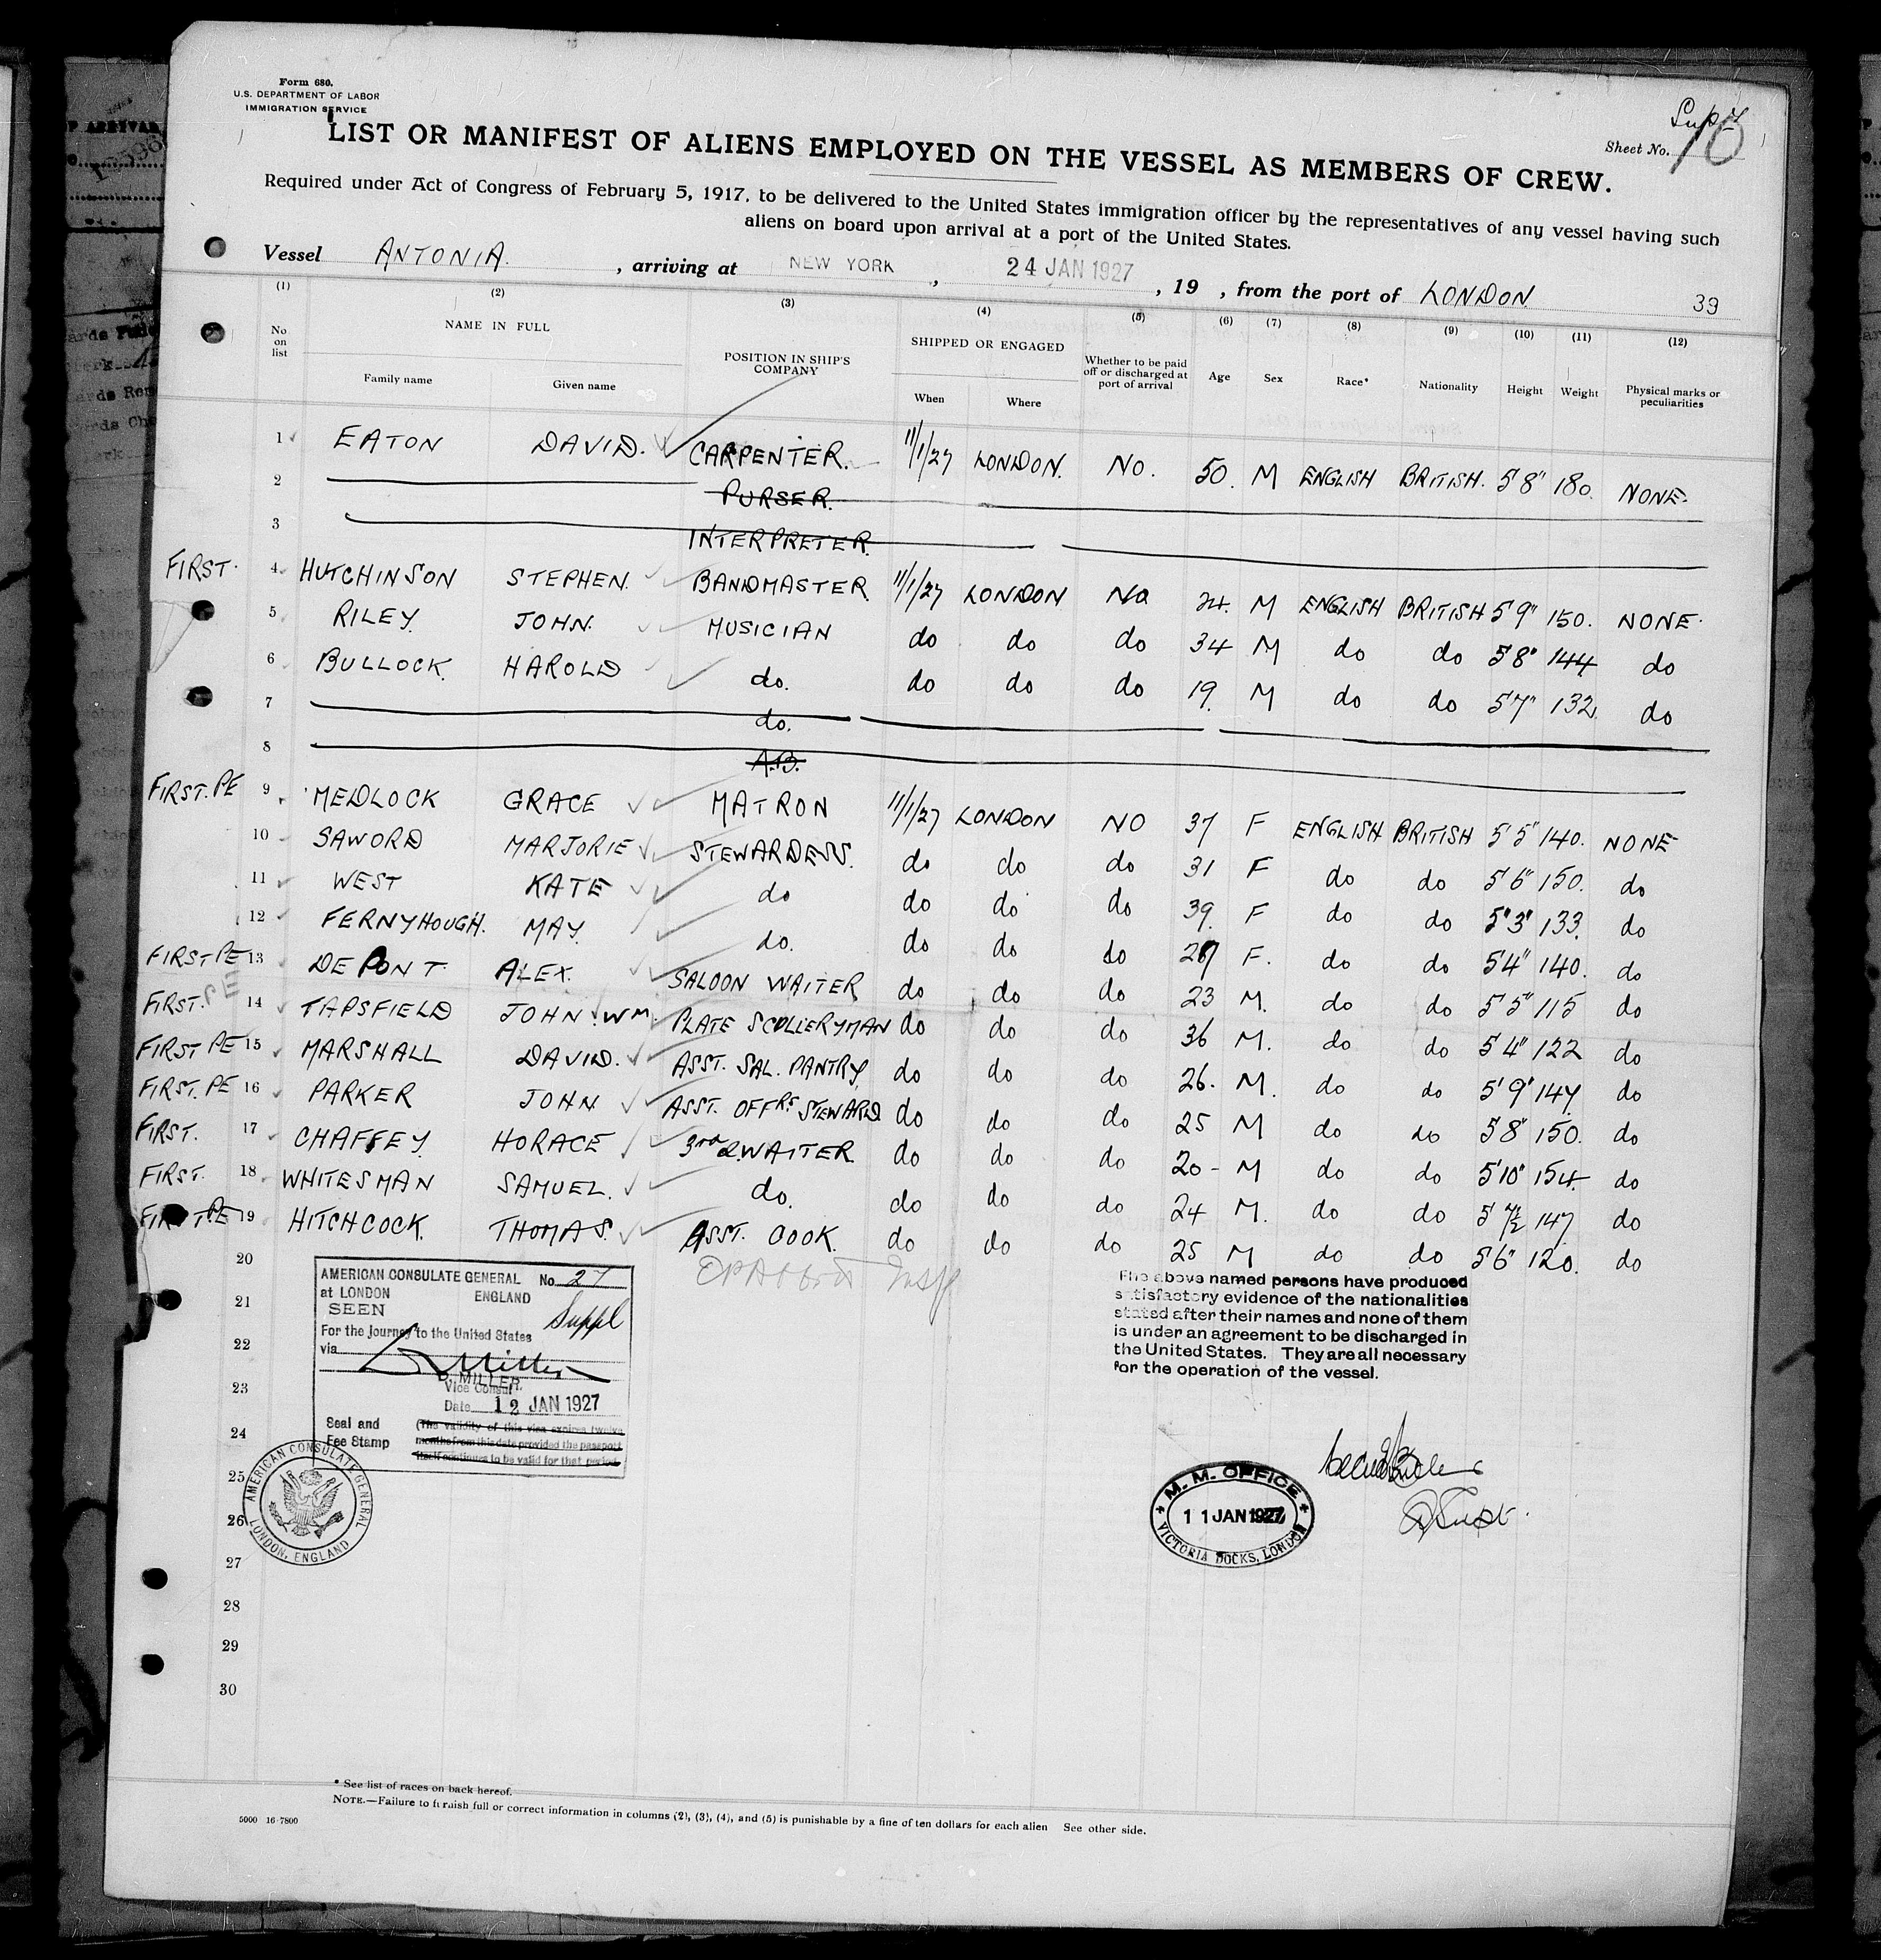 Form 680.
U.S. DEPARTMENT OF LABOR
IMMIGRATION SERVICE
Sheet No. 10
LIST OR MANIFEST OF ALIENS EMPLOYED ON THE VESSEL AS MEMBERS OF CREW.
Required under Act of Congress of February 5, 1917, to be delivered to the United States immigration officer by the representatives of any vessel having such
aliens on board upon arrival at a port of the United States.
Vessel ANTONIA, arriving at NEW YORK, 24 JAN 1927, 19 , from the port of LONDON. 39
(1) (2) (3) (4) (5) (6) (7) (8) (9) (10) (11) (12)
No on list NAME IN FULL Family name Given name POSITION IN SHIP'S COMPANY SHIPPED OR ENGAGED When Where Whether to be paid off or discharged at port of arrival Age Sex Race* Nationality Height Weight Physical marks or peculiarities
1 EATON DAVID. CARPENTER. 11/1/27 LONDON. NO. 50. M ENGLISH BRITISH. 5'8" 180. NONE.
2 PURSER.
3 INTERPRETER.
FIRST. 4 HUTCHINSON STEPHEN. BANDMASTER 11/1/27 LONDON NO 24. M ENGLISH BRITISH 5'9" 150. NONE.
5 RILEY. JOHN. MUSICIAN do do do 34 M do do 5'8" 144 do
6 BULLOCK. HAROLD do. do do do 19. M do do 5'7" 132. do
7 do.
8 A.B.
FIRST. PE 9 MEDLOCK GRACE MATRON 11/1/27 LONDON NO 37 F ENGLISH BRITISH 5'5" 140. NONE
10 SAWORD MARJORIE STEWARDESS. do do do 31 F do do 5'6" 150. do
11 WEST KATE do do do do 39. F do do 5'3" 133. do
12 FERNYHOUGH. MAY. do. do do do 27 F. do do 5'4" 140. do
FIRST PE 13 DE PONT. ALEX. SALOON WAITER do do do 23 M. do do 5'5" 115 do
FIRST. PE 14 TAPSFIELD JOHN WM. PLATE SCULLERYMAN do do do 36 M. do do 5'4" 122 do
FIRST PE 15 MARSHALL DAVID. ASST. SAL. PANTRY. do do do 26. M. do do 5'9" 147 do
FIRST. PE 16 PARKER JOHN ASST. OFFRS STEWARD do do do 25 M do do 5'8" 150. do
FIRST. 17 CHAFFEY. HORACE 3rd Cl. WAITER. do do do 20 - M do do 5'10" 154. do
FIRST. 18 WHITESMAN SAMUEL. do. do do do 24 M. do do 147 do
FIRST. PE 19 HITCHCOCK. THOMAS. ASST. COOK. do do do 25 M do do 5'6" 120. do
20
21
22
23
24
25
26
27
28
29
30
AMERICAN CONSULATE GENERAL No. 27
at LONDON ENGLAND
SEEN Suppl
For the Journey to the United States
via
D. MILLER.
Vice Consul.
Date 12 JAN 1927
Seal and Fee Stamp
(The validity of this visa expires twelve
months from this date provided the passport
itself continues to be valid for that period.
AMERICAN CONSULATE GENERAL
LONDON, ENGLAND
The above named persons have produced
satisfactory evidence of the nationalities
stated after their names and none of them
is under an agreement to be discharged in
the United States. They are all necessary
for the operation of the vessel.
M. M. OFFICE
11 JAN 1927
VICTORIA DOCKS, LONDON
* See list of races on back hereof.
NOTE.—Failure to furnish full or correct information in columns (2), (3), (4), and (5) is punishable by a fine of ten dollars for each alien See other side.
5000 16-7800